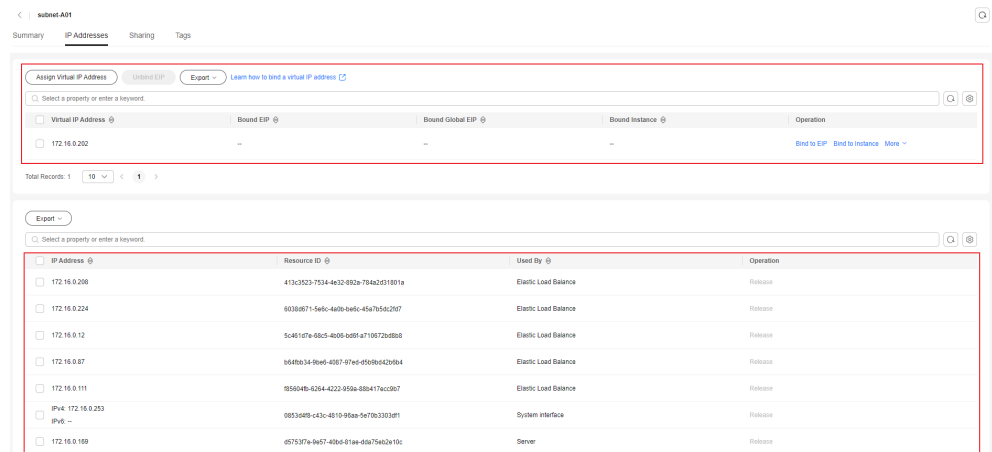 subnet-A01
Summary IP Addresses Sharing Tags
Assign Virtual IP Address Unbind EIP Export Learn how to bind a virtual IP address
Select a property or enter a keyword.
Virtual IP Address Bound EIP Bound Global EIP Bound Instance Operation
172.16.0.202 -- -- -- Bind to EIP Bind to Instance More
Total Records: 1 10 1
Export
Select a property or enter a keyword.
IP Address Resource ID Used By Operation
172.16.0.208 413c3523-7534-4e32-892a-784a2d31801a Elastic Load Balance Release
172.16.0.224 6038d671-5e6c-4a0b-be6c-45a7b5dc2fd7 Elastic Load Balance Release
172.16.0.12 5c461d7e-68c5-4b06-bd6f-a710672bd8b8 Elastic Load Balance Release
172.16.0.87 b64fbb34-9be6-4087-97ed-d5b9bd42b6b4 Elastic Load Balance Release
172.16.0.111 f85604fb-6264-4222-959a-88b417ecc9b7 Elastic Load Balance Release
IPv4: 172.16.0.253
IPv6: -- 0853d4f8-c43c-4810-96aa-5e70b3303df1 System interface Release
172.16.0.169 d5753f7a-9e57-40bd-81ae-dda75eb2e10c Server Release